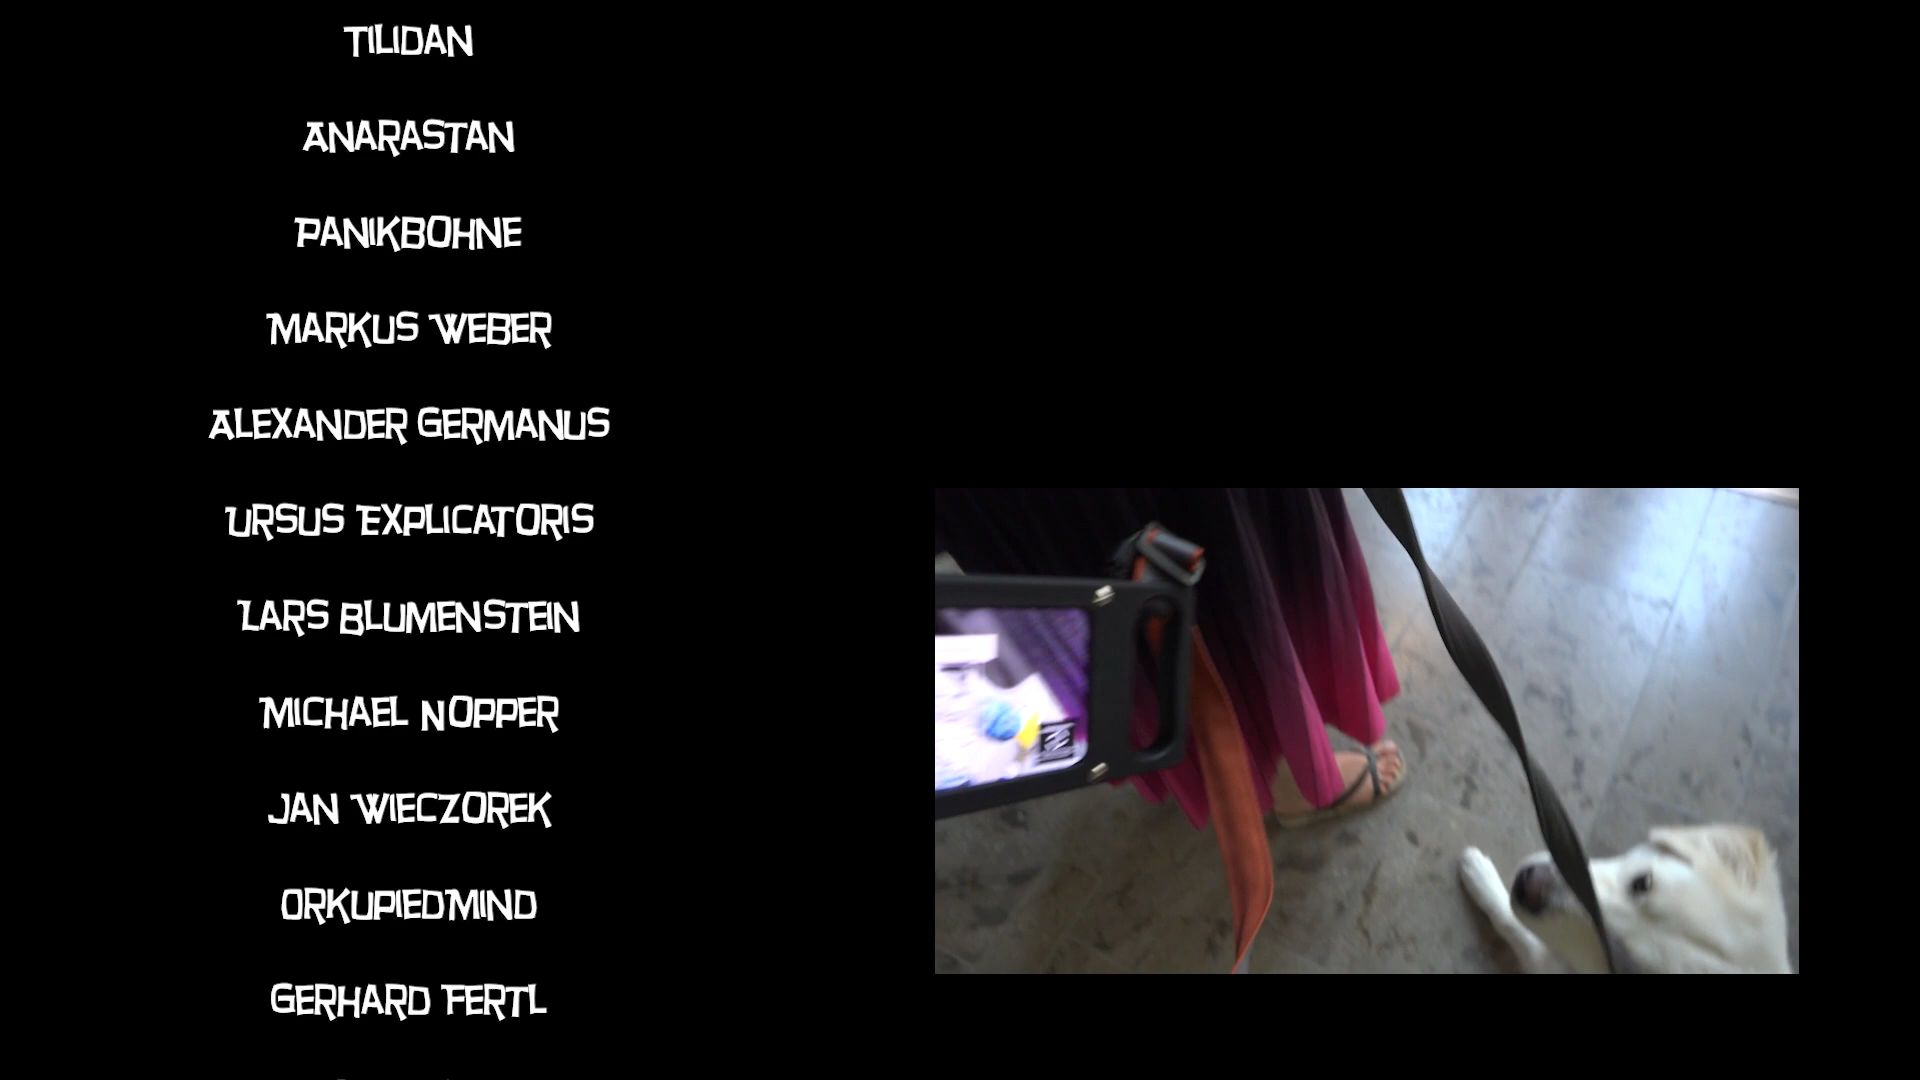 TILIDAN
ANARASTAN
PANIKBOHNE
MARKUS WEBER
ALEXANDER GERMANUS
URSUS EXPLICATORIS
LARS BLUMENSTEIN
MICHAEL NOPPER
JAN WIECZOREK
ORKUPIEDMIND
GERHARD FERTL